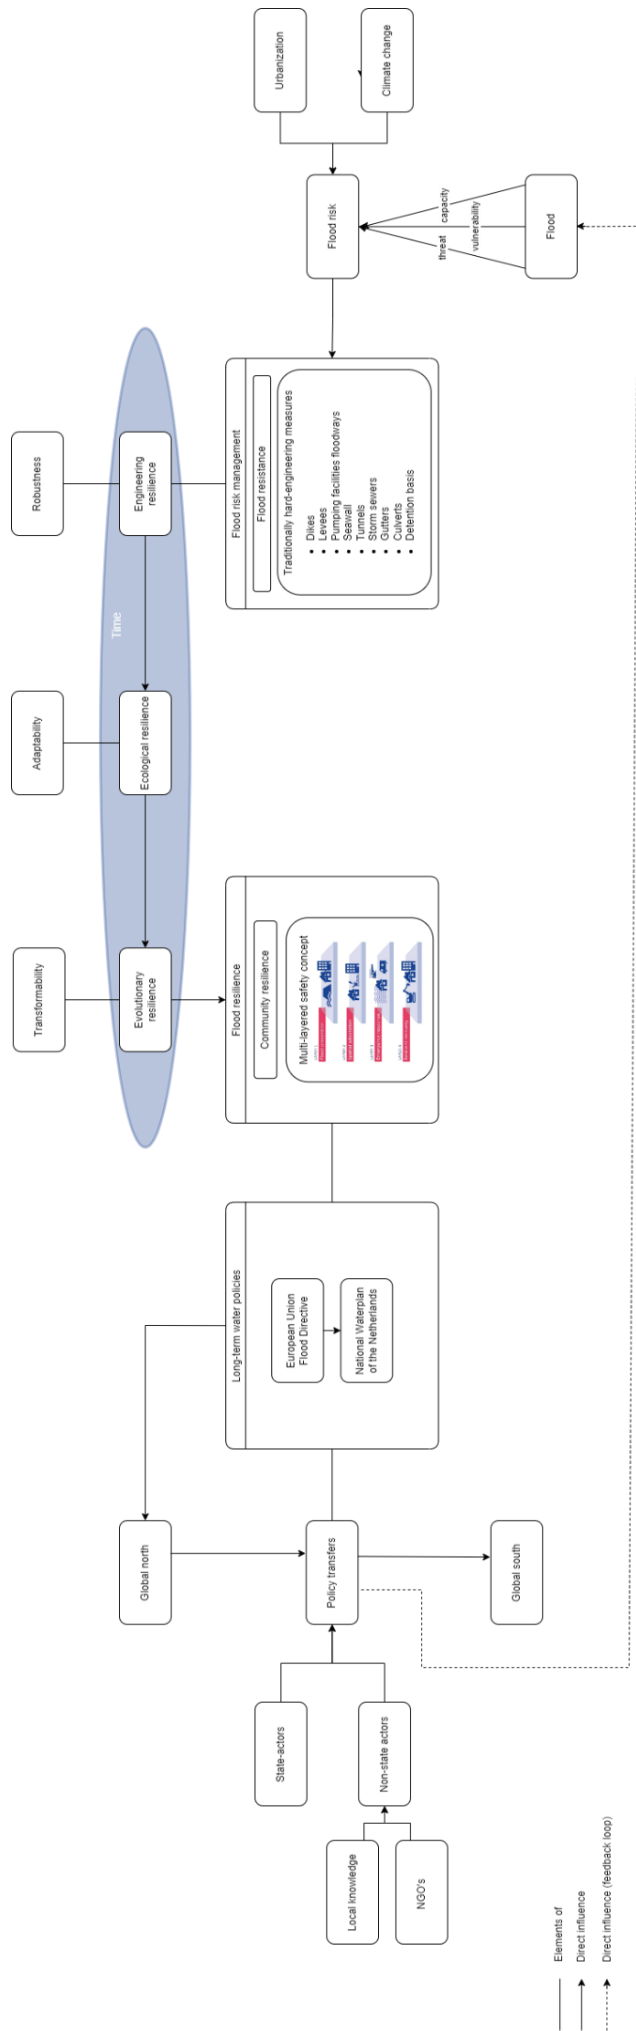 Urbanization
Climate change
Flood risk
capacity
vulnerability
threat
Flood
Robustness
Adaptability
Transformability
Time
Engineering
resilience
Ecological resilience
Evolutionary
resilience
Flood risk management
Flood resistance
Traditionally hard-engineering measures
• Dikes
• Levees
• Pumping facilities floodways
• Seawall
• Tunnels
• Storm sewers
• Gutters
• Culverts
• Detention basis
Flood resilience
Community resilience
Multi-layered safety concept
Long-term water policies
European Union
Flood Directive
National Waterplan
of the Netherlands
Global north
Policy transfers
Global south
State-actors
Non-state actors
Local knowledge
NGO's
Elements of
Direct influence
Direct influence (feedback loop)